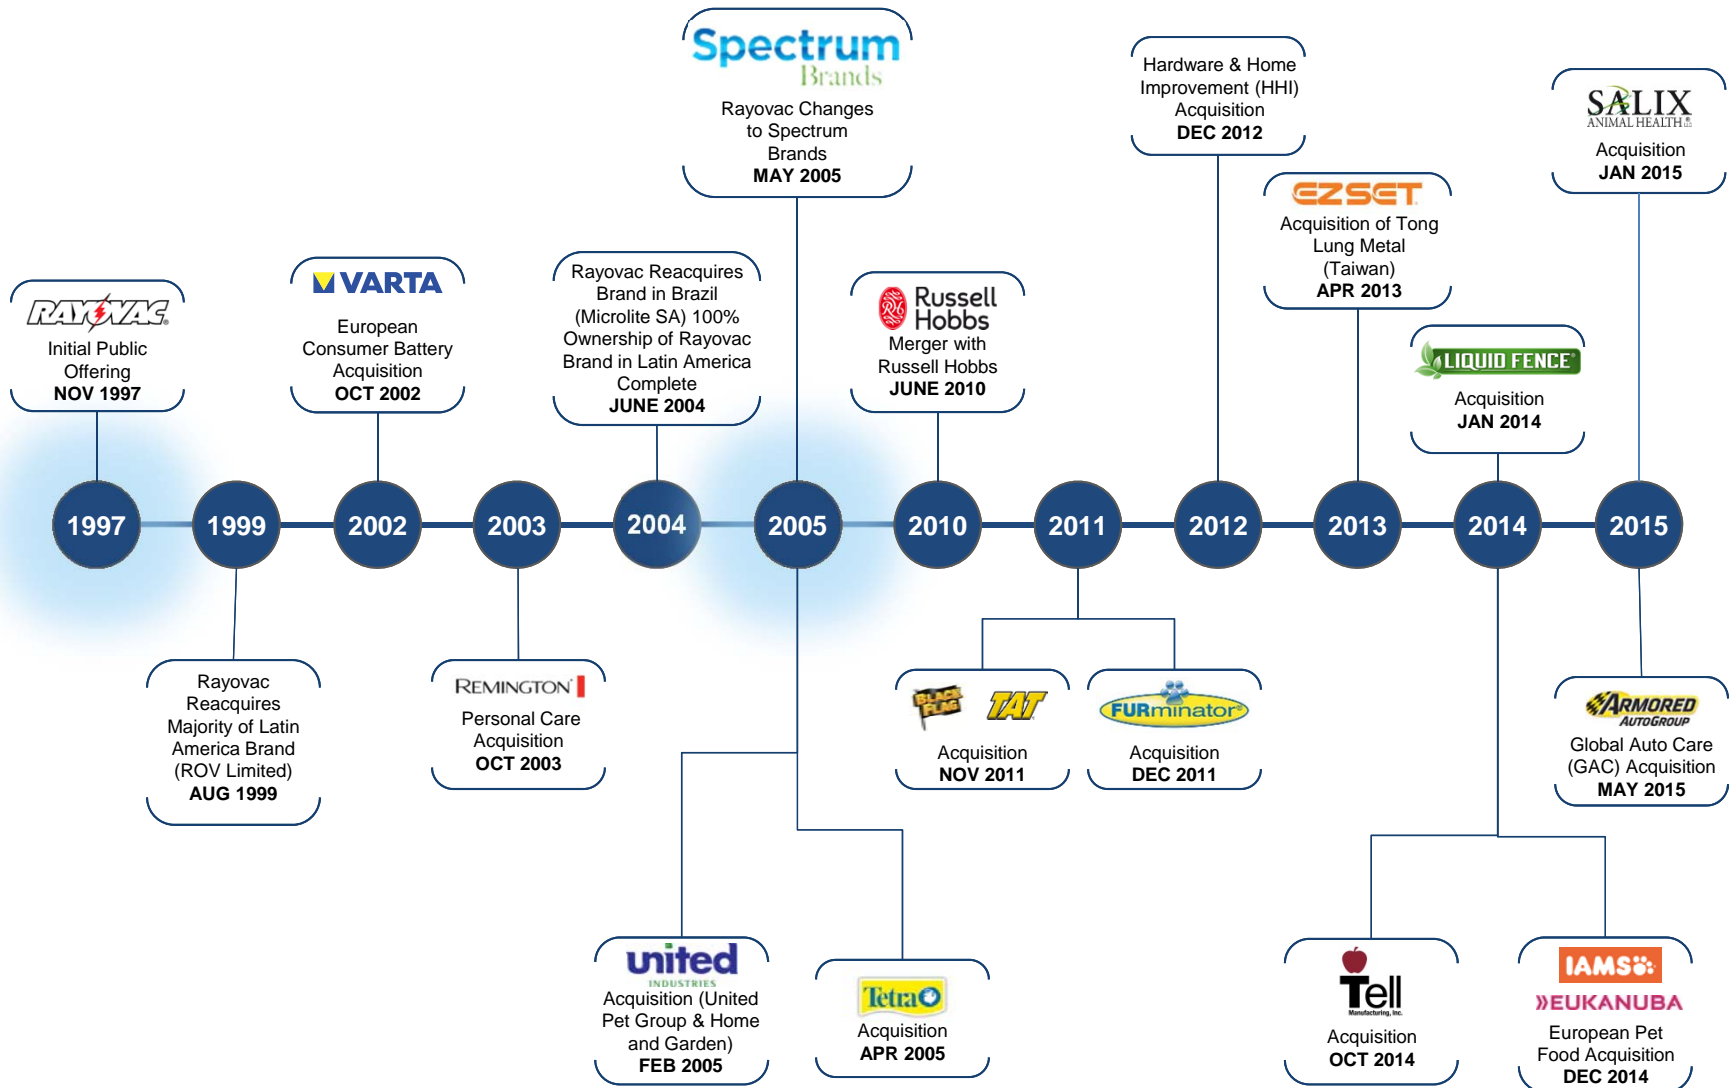 Spectrum
Brands
Rayovac Changes
to Spectrum
Brands
MAY 2005
Hardware & Home
Improvement (HHI)
Acquisition
DEC 2012
SALIX
ANIMAL HEALTH
Acquisition
JAN 2015
EZSET
Acquisition of Tong
Lung Metal
(Taiwan)
APR 2013
RAYOVAC
Initial Public
Offering
NOV 1997
VARTA
European
Consumer Battery
Acquisition
OCT 2002
Rayovac Reacquires
Brand in Brazil
(Microlite SA) 100%
Ownership of Rayovac
Brand in Latin America
Complete
JUNE 2004
Russell
Hobbs
Merger with
Russell Hobbs
JUNE 2010
LIQUID FENCE
Acquisition
JAN 2014
1997
1999
2002
2003
2004
2005
2010
2011
2012
2013
2014
2015
Rayovac
Reacquires
Majority of Latin
America Brand
(ROV Limited)
AUG 1999
REMINGTON
Personal Care
Acquisition
OCT 2003
BLACK
FLAG
TAT
Acquisition
NOV 2011
FURminator®
Acquisition
DEC 2011
ARMORED
AUTOGROUP
Global Auto Care
(GAC) Acquisition
MAY 2015
united
INDUSTRIES
Acquisition (United
Pet Group & Home
and Garden)
FEB 2005
Tetra
Acquisition
APR 2005
Tell
Manufacturing, Inc.
Acquisition
OCT 2014
IAMS
»EUKANUBA
European Pet
Food Acquisition
DEC 2014